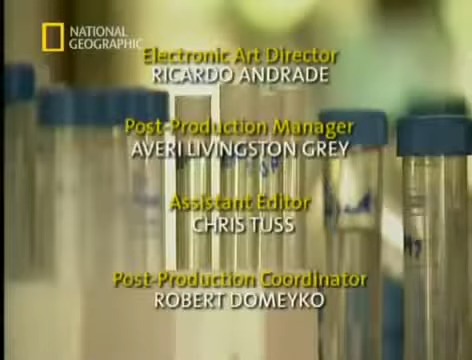 NATIONAL
GEOGRAPHIC
Electronic Art Director
RICARDO ANDRADE
Post-Production Manager
AVERI LIVINGSTON GREY
Assistant Editor
CHRIS TUSS
Post-Production Coordinator
ROBERT DOMEYKO